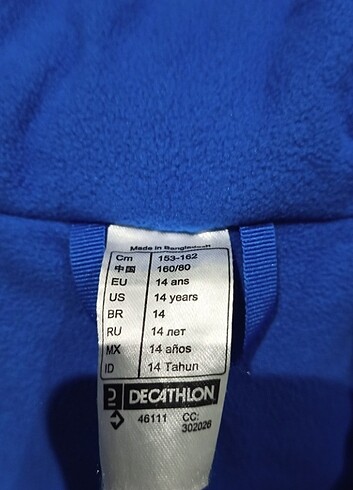 Made in Bangladesh
Cm 153-162
中国 160/80
EU 14 ans
US 14 years
BR 14
RU 14 лет
MX 14 años
ID 14 Tahun
DECATHLON
46111 CC:
302026